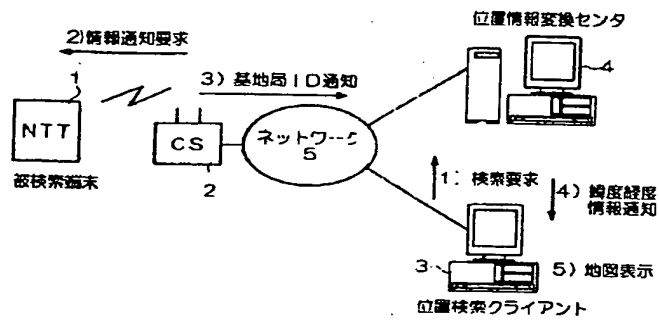 位置情報変換センタ
2)情報通知要求
1
3) 基地局ID通知
4
NTT
CS
ネットワーク
5
被検索端末
2
1: 検索要求
4) 緯度経度
情報通知
3
5) 地図表示
位置検索クライアント